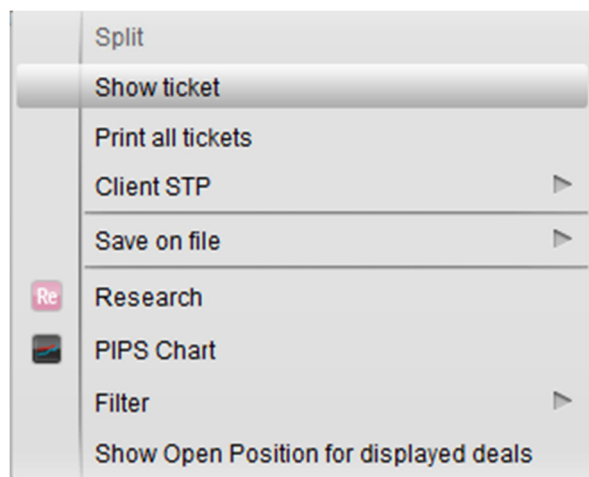 Split
Show ticket
Print all tickets
Client STP
Save on file
Re Research
PIPS Chart
Filter
Show Open Position for displayed deals